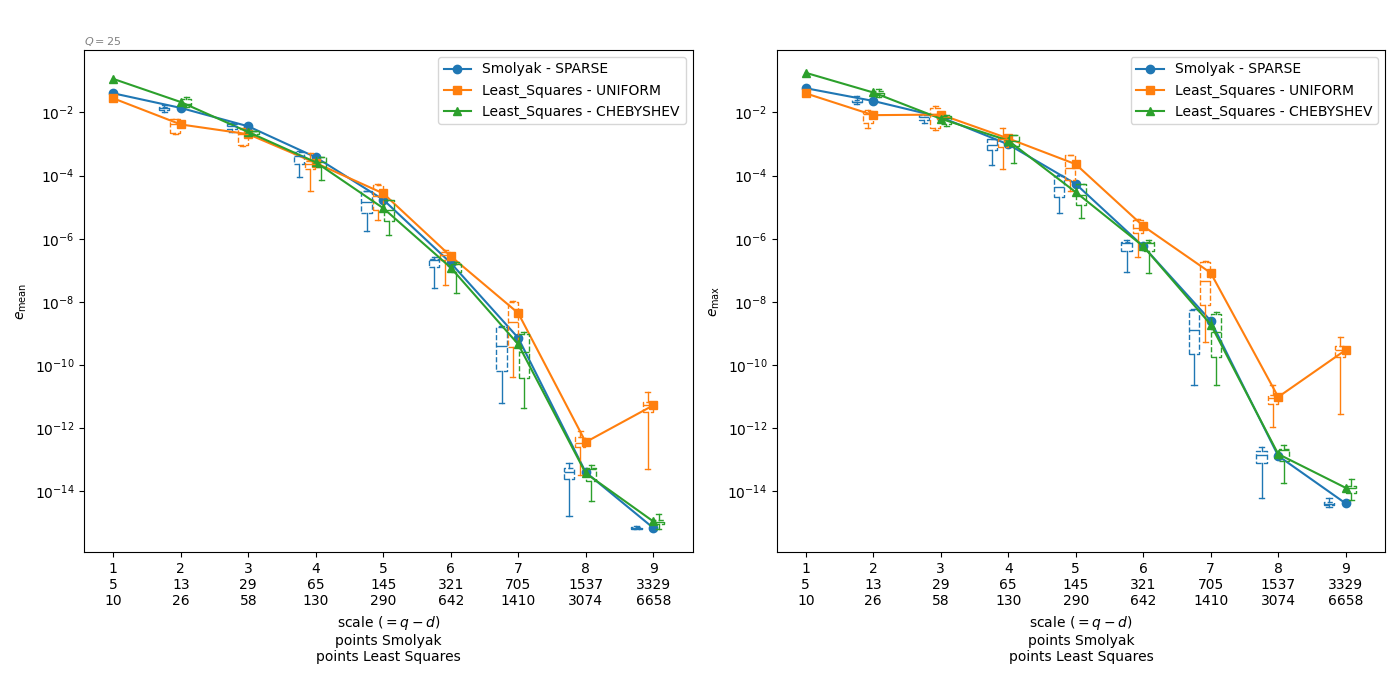 Q = 25
Smolyak - SPARSE
Least_Squares - UNIFORM
Least_Squares - CHEBYSHEV
10⁻²
10⁻⁴
10⁻⁶
10⁻⁸
10⁻¹⁰
10⁻¹²
10⁻¹⁴
e_mean
1 2 3 4 5 6 7 8 9
5 13 29 65 145 321 705 1537 3329
10 26 58 130 290 642 1410 3074 6658
scale (= q − d)
points Smolyak
points Least Squares
Smolyak - SPARSE
Least_Squares - UNIFORM
Least_Squares - CHEBYSHEV
10⁻²
10⁻⁴
10⁻⁶
10⁻⁸
10⁻¹⁰
10⁻¹²
10⁻¹⁴
e_max
1 2 3 4 5 6 7 8 9
5 13 29 65 145 321 705 1537 3329
10 26 58 130 290 642 1410 3074 6658
scale (= q − d)
points Smolyak
points Least Squares